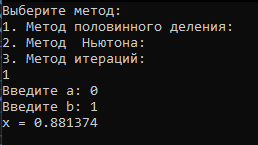 Выберите метод:
1. Метод половинного деления:
2. Метод  Ньютона:
3. Метод итераций:
1
Введите a: 0
Введите b: 1
x = 0.881374